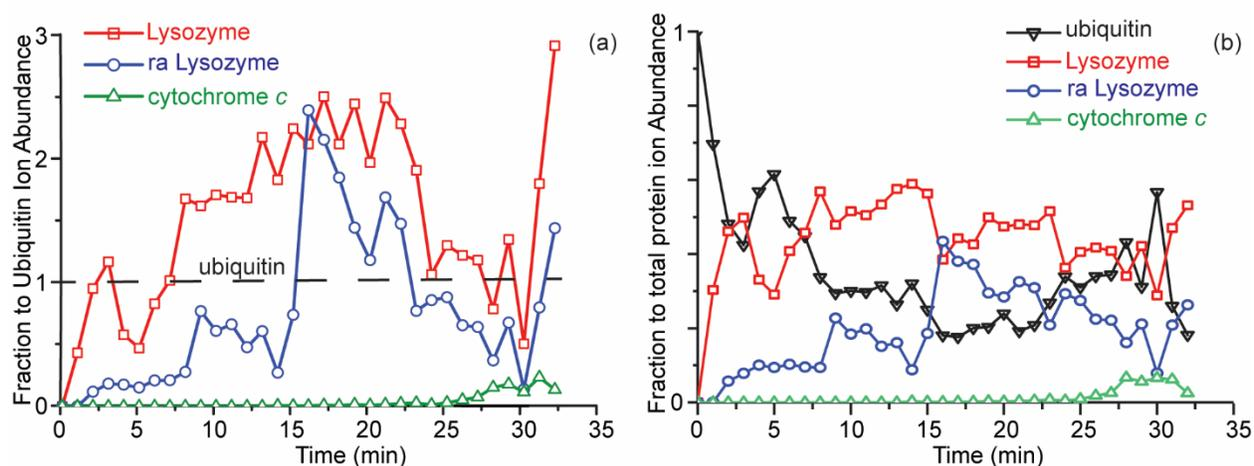 (a)
Fraction to Ubiquitin Ion Abundance
3
2
1
0
Lysozyme
ra Lysozyme
cytochrome c
ubiquitin
0 5 10 15 20 25 30 35
Time (min)
(b)
Fraction to total protein ion Abundance
1
0
ubiquitin
Lysozyme
ra Lysozyme
cytochrome c
0 5 10 15 20 25 30 35
Time (min)